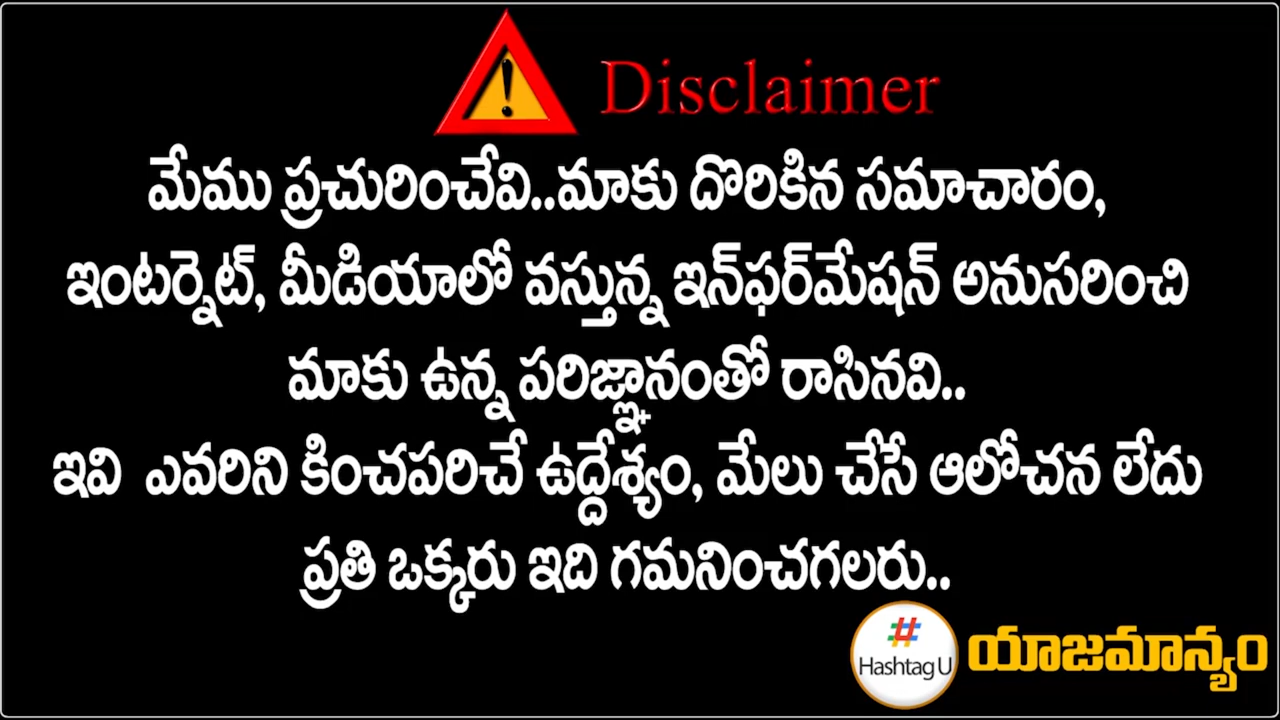 Disclaimer
మేము ప్రచురించేవి..మాకు దొరికిన సమాచారం,
ఇంటర్నెట్, మీడియాలో వస్తున్న ఇన్‌ఫర్‌మేషన్ అనుసరించి
మాకు ఉన్న పరిజ్ఞానంతో రాసినవి..
ఇవి ఎవరిని కించపరిచే ఉద్దేశ్యం, మేలు చేసే ఆలోచన లేదు
ప్రతి ఒక్కరు ఇది గమనించగలరు..
# Hashtag U యాజమాన్యం